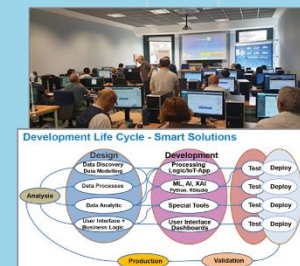 Development Life Cycle - Smart Solutions
Design
Development
Data Discovery
Data Modelling
Processing
Logic/IoT-App
Test
Deploy
Data Processes
ML, AI, XAI
Python, RStudio
Test
Deploy
Analysis
Data Analytic
Special Tools
Test
Deploy
User Interface +
Business Logic
User Interface
Dashboards
Test
Deploy
Production
Validation